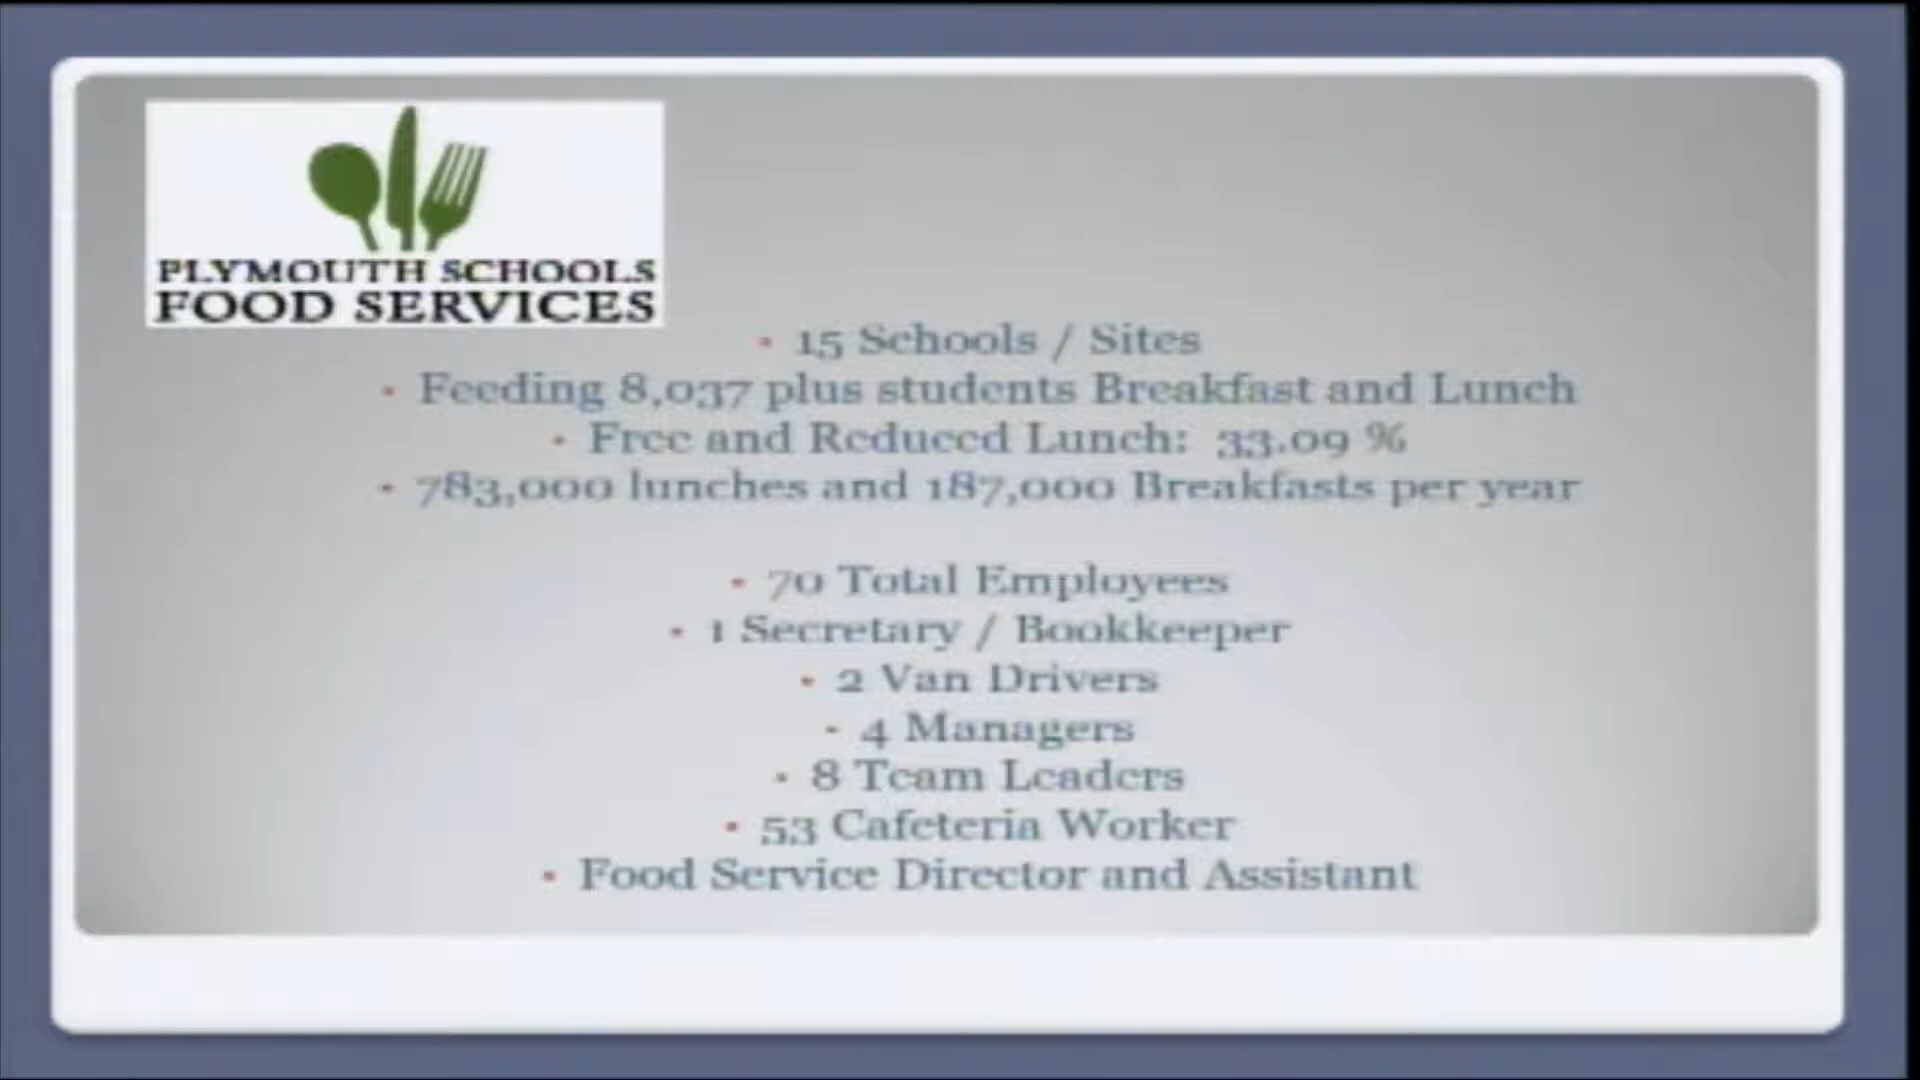 PLYMOUTH SCHOOLS
FOOD SERVICES
• 15 Schools / Sites
• Feeding 8,037 plus students Breakfast and Lunch
• Free and Reduced Lunch: 33.09 %
• 783,000 lunches and 187,000 Breakfasts per year
• 70 Total Employees
• 1 Secretary / Bookkeeper
• 2 Van Drivers
• 4 Managers
• 8 Team Leaders
• 53 Cafeteria Worker
• Food Service Director and Assistant